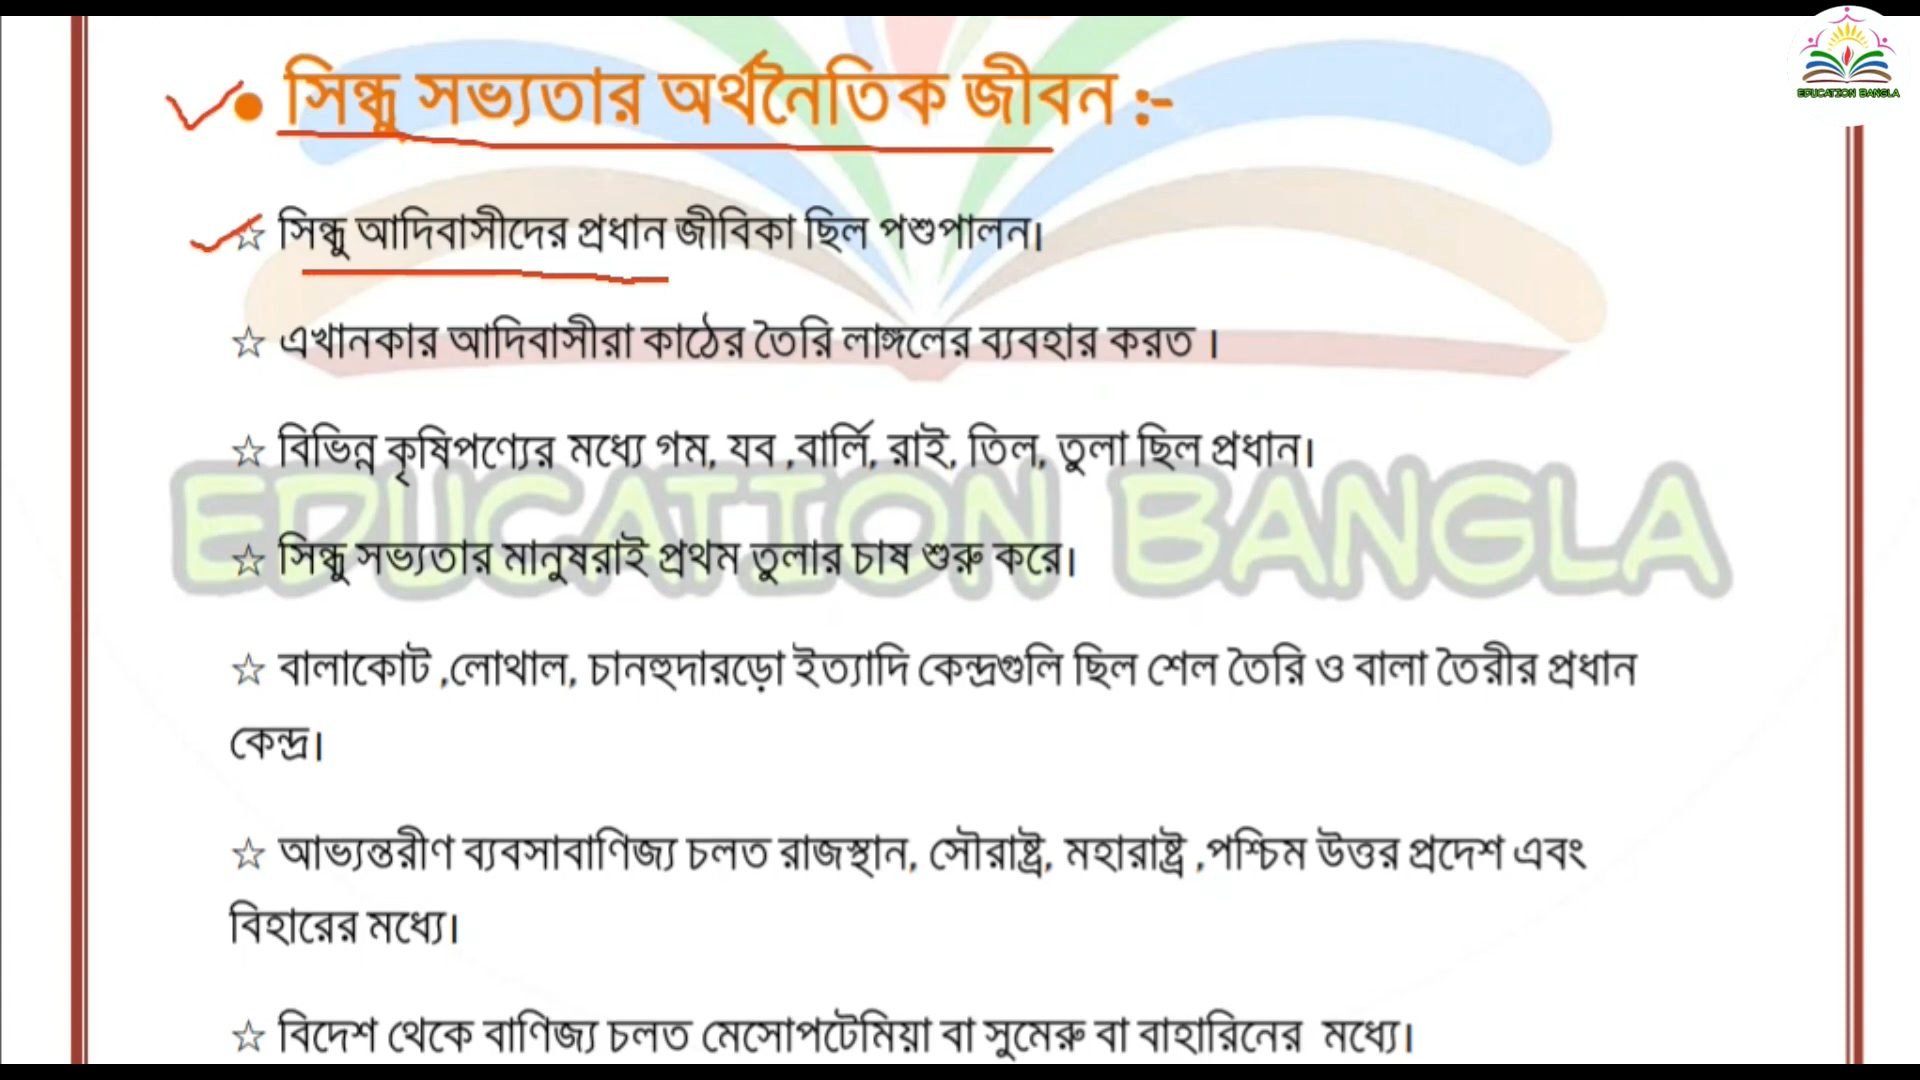 EDUCATION BANGLA
● সিন্ধু সভ্যতার অর্থনৈতিক জীবন :-
☆ সিন্ধু আদিবাসীদের প্রধান জীবিকা ছিল পশুপালন।
☆ এখানকার আদিবাসীরা কাঠের তৈরি লাঙ্গলের ব্যবহার করত ।
☆ বিভিন্ন কৃষিপণ্যের মধ্যে গম, যব ,বার্লি, রাই, তিল, তুলা ছিল প্রধান।
EDUCATION BANGLA
☆ সিন্ধু সভ্যতার মানুষরাই প্রথম তুলার চাষ শুরু করে।
☆ বালাকোট ,লোথাল, চানহুদারড়ো ইত্যাদি কেন্দ্রগুলি ছিল শেল তৈরি ও বালা তৈরীর প্রধান
কেন্দ্র।
☆ আভ্যন্তরীণ ব্যবসাবাণিজ্য চলত রাজস্থান, সৌরাষ্ট্র, মহারাষ্ট্র ,পশ্চিম উত্তর প্রদেশ এবং
বিহারের মধ্যে।
☆ বিদেশ থেকে বাণিজ্য চলত মেসোপটেমিয়া বা সুমেরু বা বাহারিনের মধ্যে।